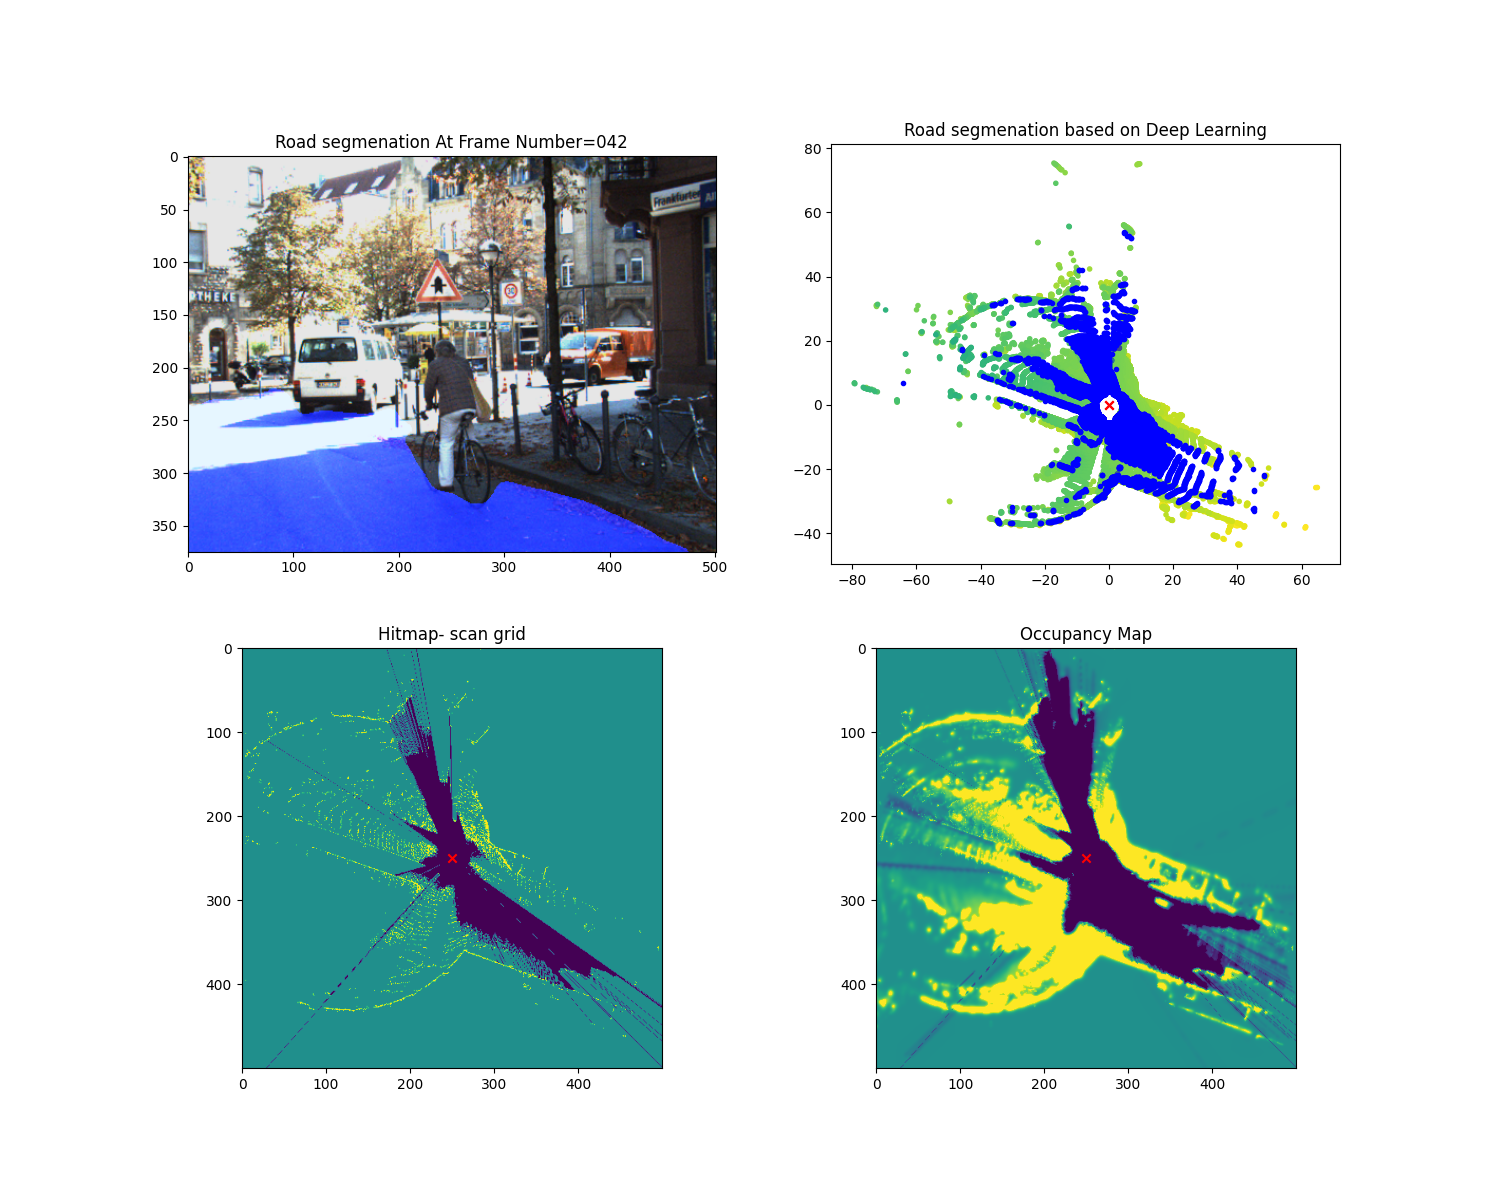 Road segmenation At Frame Number=042
0
50
100
150
200
250
300
350
0 100 200 300 400 500
OTHEKE
Frankfurter
30
Road segmenation based on Deep Learning
80
60
40
20
0
−20
−40
−80 −60 −40 −20 0 20 40 60
Hitmap- scan grid
0
100
200
300
400
0 100 200 300 400
Occupancy Map
0
100
200
300
400
0 100 200 300 400